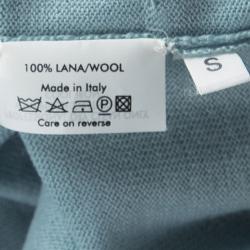 100% LANA/WOOL
Made in Italy
Care on reverse
S